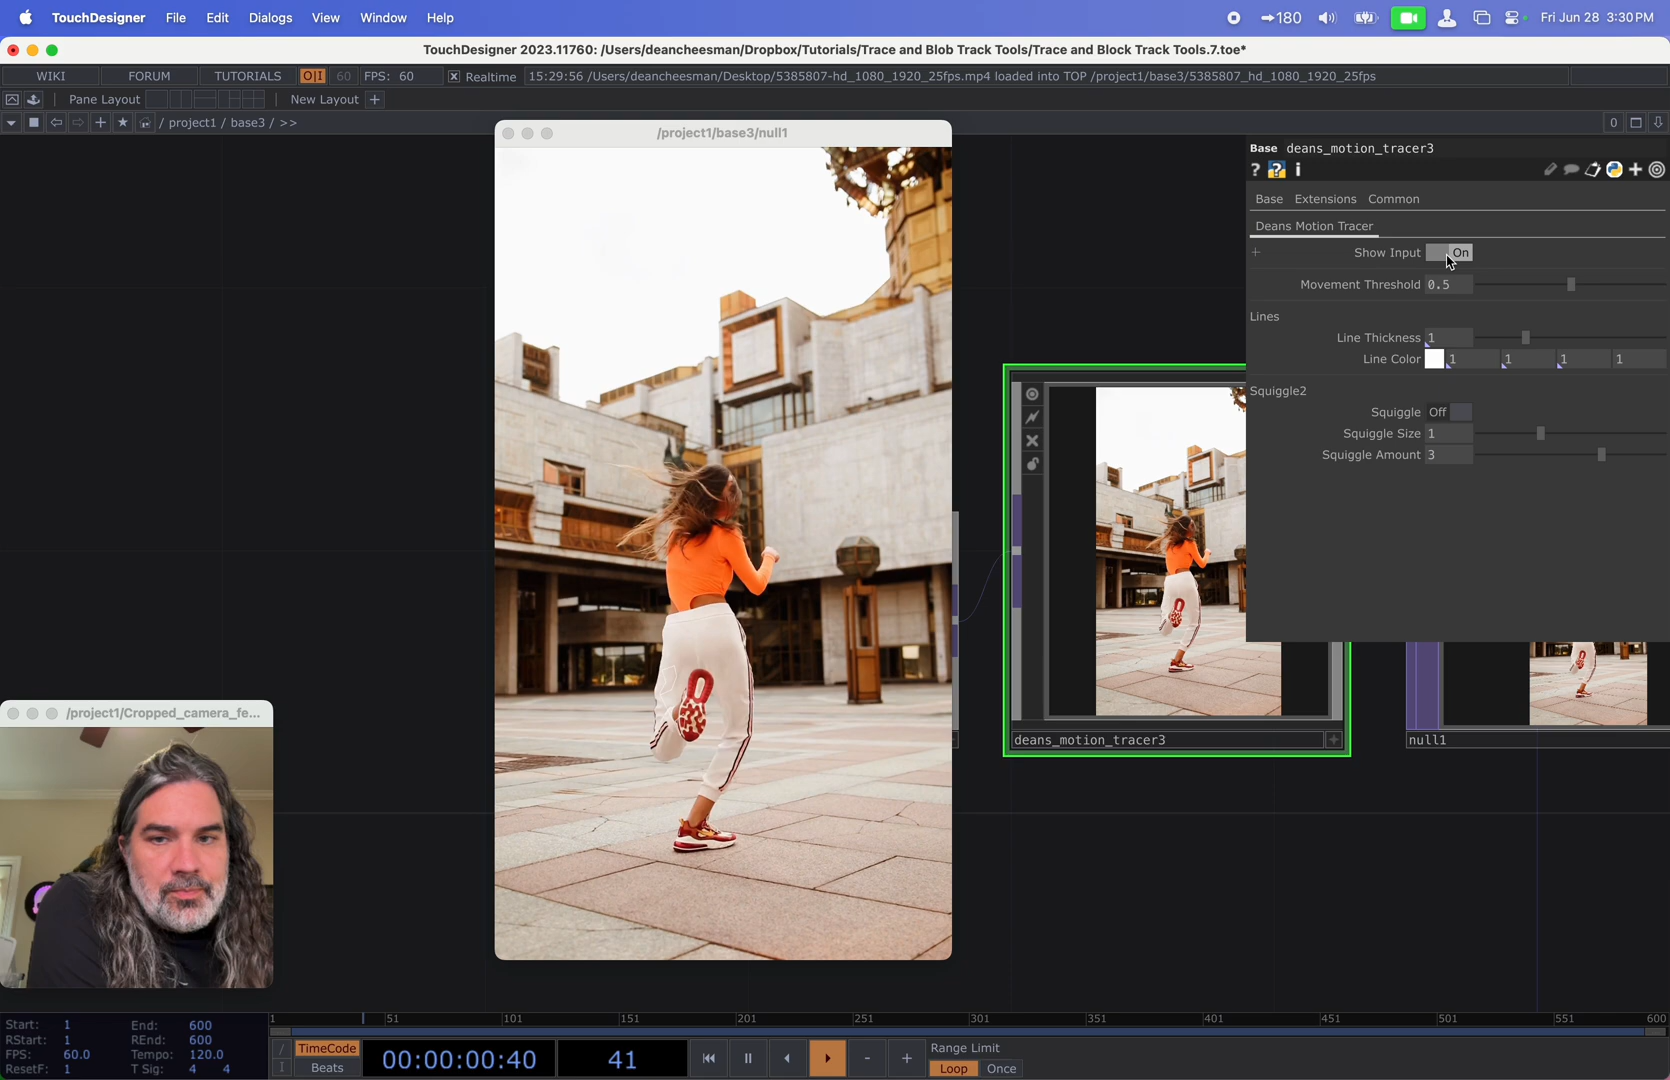 TouchDesigner File Edit Dialogs View Window Help
180 Fri Jun 28 3:30 PM
TouchDesigner 2023.11760: /Users/deancheesman/Dropbox/Tutorials/Trace and Blob Track Tools/Trace and Block Track Tools.7.toe*
WIKI FORUM TUTORIALS O|I 60 FPS: 60 Realtime 15:29:56 /Users/deancheesman/Desktop/5385807-hd_1080_1920_25fps.mp4 loaded into TOP /project1/base3/5385807_hd_1080_1920_25fps
Pane Layout New Layout +
/ project1 / base3 / >> 0
/project1/base3/null1
Base deans_motion_tracer3
? ? i
Base Extensions Common
Deans Motion Tracer
+ Show Input On
Movement Threshold 0.5
Lines
Line Thickness 1
Line Color 1 1 1 1
Squiggle2
Squiggle Off
Squiggle Size 1
Squiggle Amount 3
deans_motion_tracer3
null1
/project1/Cropped_camera_fe...
Start: 1 End: 600
RStart: 1 REnd: 600
FPS: 60.0 Tempo: 120.0
ResetF: 1 T Sig: 4 4
1 51 101 151 201 251 301 351 401 451 501 551 600
TimeCode
Beats
00:00:00:40
41
- +
Range Limit
Loop Once